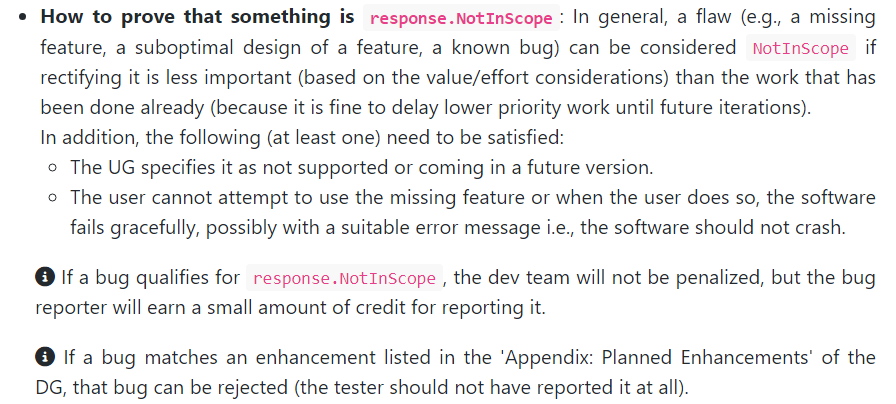 • How to prove that something is response.NotInScope : In general, a flaw (e.g., a missing
feature, a suboptimal design of a feature, a known bug) can be considered NotInScope if
rectifying it is less important (based on the value/effort considerations) than the work that has
been done already (because it is fine to delay lower priority work until future iterations).
In addition, the following (at least one) need to be satisfied:
◦ The UG specifies it as not supported or coming in a future version.
◦ The user cannot attempt to use the missing feature or when the user does so, the software
fails gracefully, possibly with a suitable error message i.e., the software should not crash.
If a bug qualifies for response.NotInScope , the dev team will not be penalized, but the bug
reporter will earn a small amount of credit for reporting it.
If a bug matches an enhancement listed in the 'Appendix: Planned Enhancements' of the
DG, that bug can be rejected (the tester should not have reported it at all).